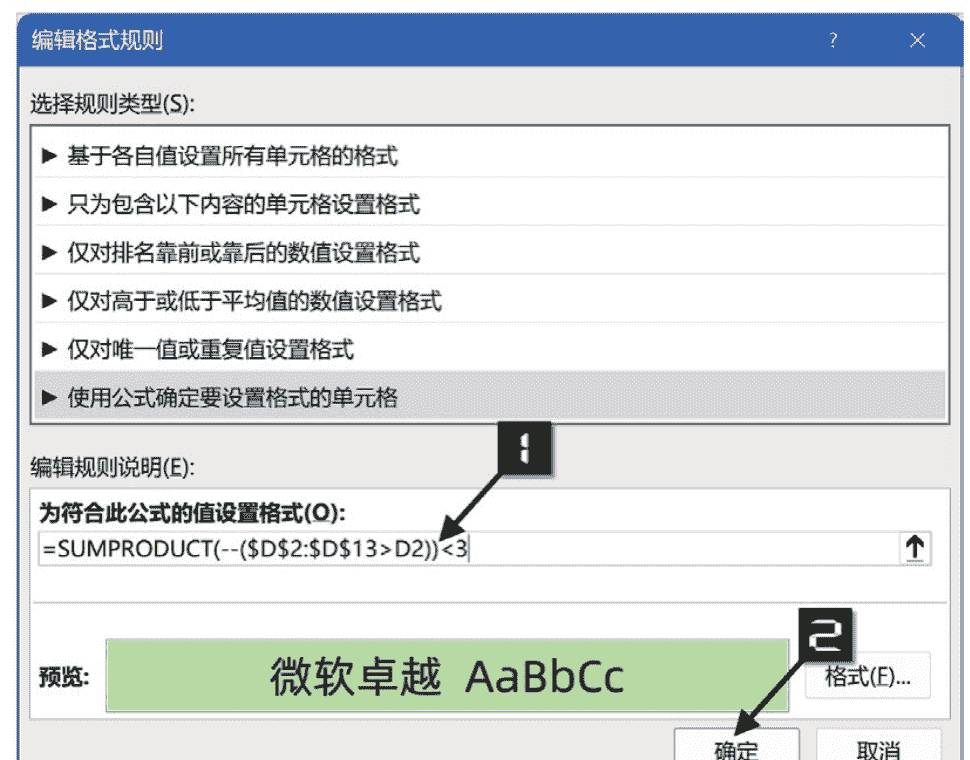 编辑格式规则 ?
选择规则类型(S):
► 基于各自值设置所有单元格的格式
► 只为包含以下内容的单元格设置格式
► 仅对排名靠前或靠后的数值设置格式
► 仅对高于或低于平均值的数值设置格式
► 仅对唯一值或重复值设置格式
► 使用公式确定要设置格式的单元格
1
编辑规则说明(E):
为符合此公式的值设置格式(O):
=SUMPRODUCT(--($D$2:$D$13>D2))<3
2
预览: 微软卓越 AaBbCc 格式(F)...
确定 取消